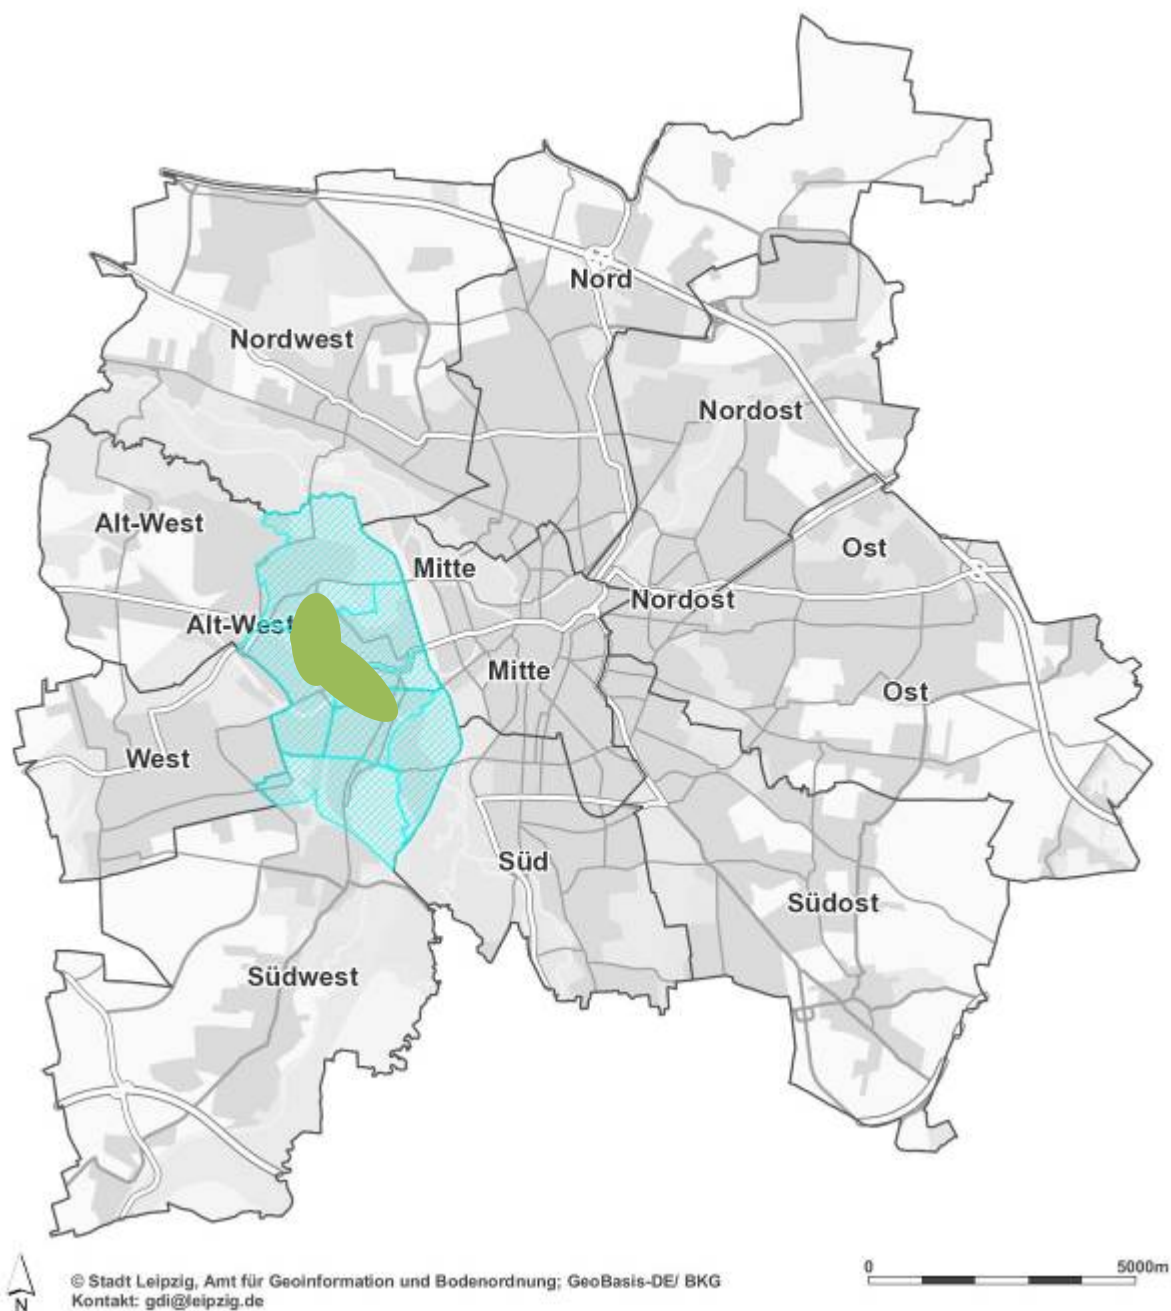 Nord
Nordwest
Nordost
Alt-West
Ost
Mitte
Nordost
Alt-West
Mitte
Ost
West
Süd
Südost
Südwest
0 5000m
N
© Stadt Leipzig, Amt für Geoinformation und Bodenordnung; GeoBasis-DE/ BKG
Kontakt: gdi@leipzig.de